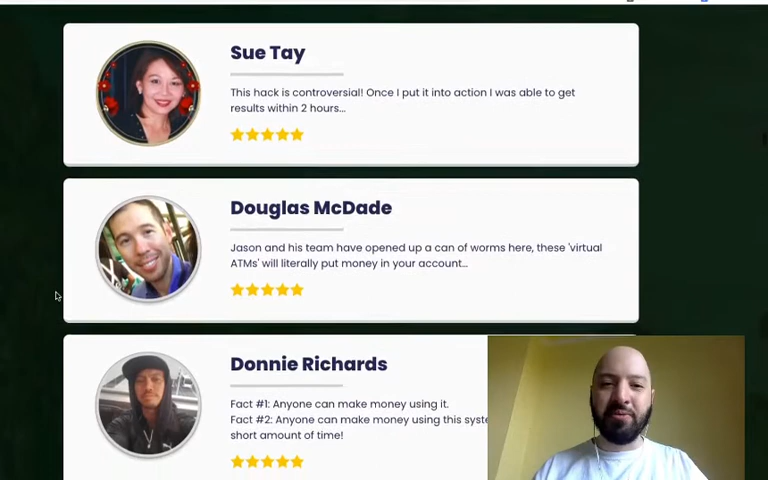 Sue Tay
This hack is controversial! Once I put it into action I was able to get
results within 2 hours...
Douglas McDade
Jason and his team have opened up a can of worms here, these 'virtual
ATMs' will literally put money in your account...
Donnie Richards
Fact #1: Anyone can make money using it.
Fact #2: Anyone can make money using this syste
short amount of time!